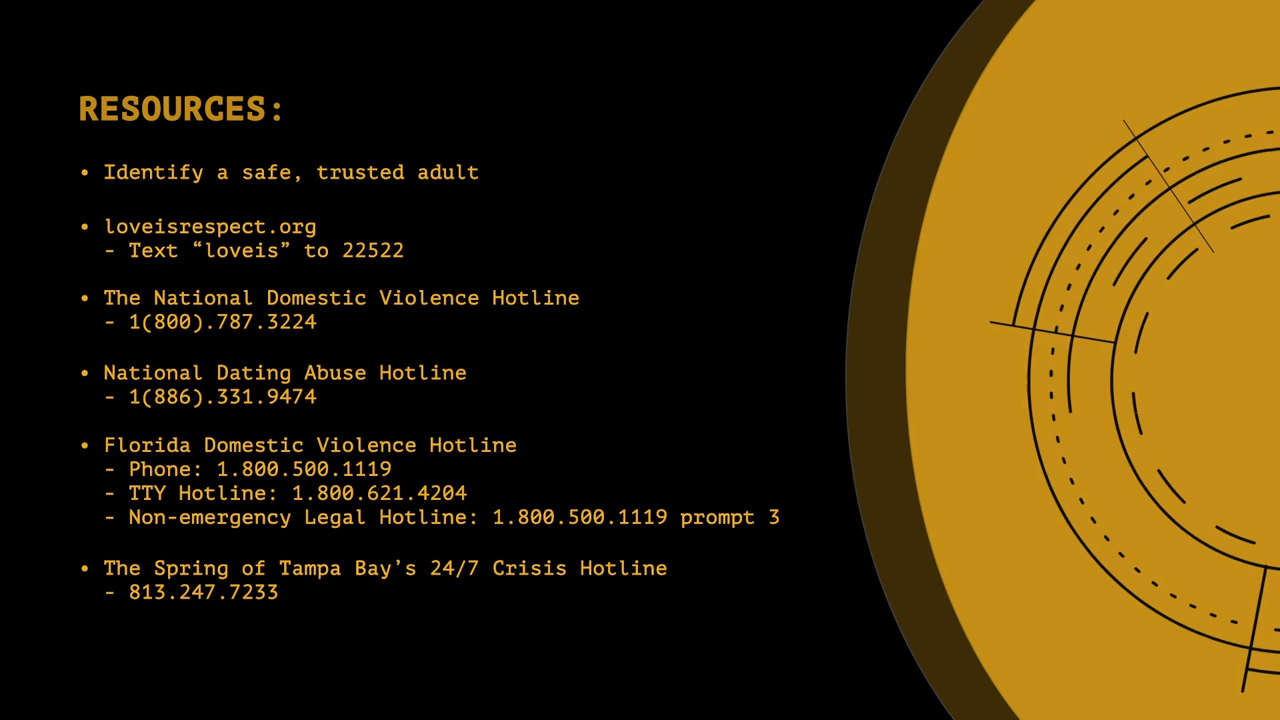 RESOURCES:
• Identify a safe, trusted adult
• loveisrespect.org
- Text “loveis” to 22522
• The National Domestic Violence Hotline
- 1(800).787.3224
• National Dating Abuse Hotline
- 1(886).331.9474
• Florida Domestic Violence Hotline
- Phone: 1.800.500.1119
- TTY Hotline: 1.800.621.4204
- Non-emergency Legal Hotline: 1.800.500.1119 prompt 3
• The Spring of Tampa Bay’s 24/7 Crisis Hotline
- 813.247.7233